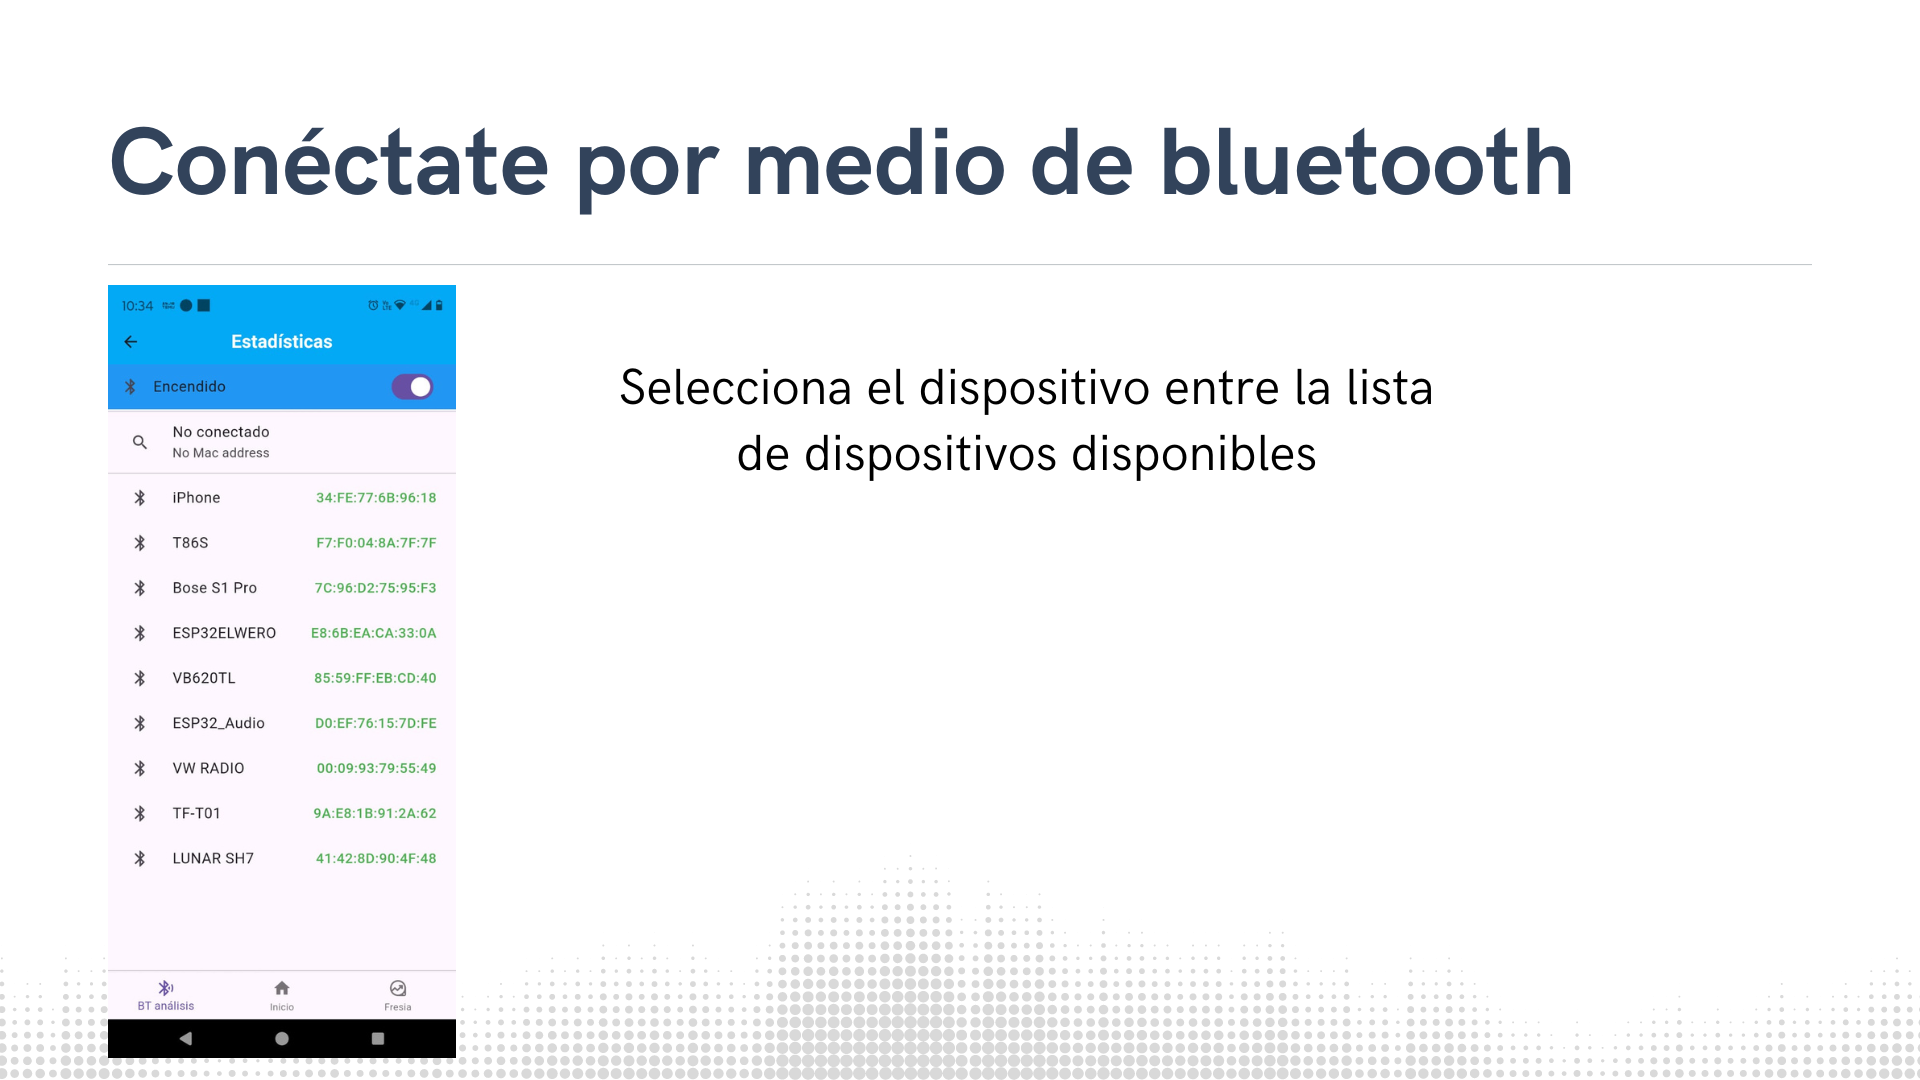 Conéctate por medio de bluetooth
10:34
4G
Estadísticas
Encendido
No conectado
No Mac address
iPhone 34:FE:77:6B:96:18
T86S F7:F0:04:8A:7F:7F
Bose S1 Pro 7C:96:D2:75:95:F3
ESP32ELWERO E8:6B:EA:CA:33:0A
VB620TL 85:59:FF:EB:CD:40
ESP32_Audio D0:EF:76:15:7D:FE
VW RADIO 00:09:93:79:55:49
TF-T01 9A:E8:1B:91:2A:62
LUNAR SH7 41:42:8D:90:4F:48
BT análisis Inicio Fresia
Selecciona el dispositivo entre la lista
de dispositivos disponibles